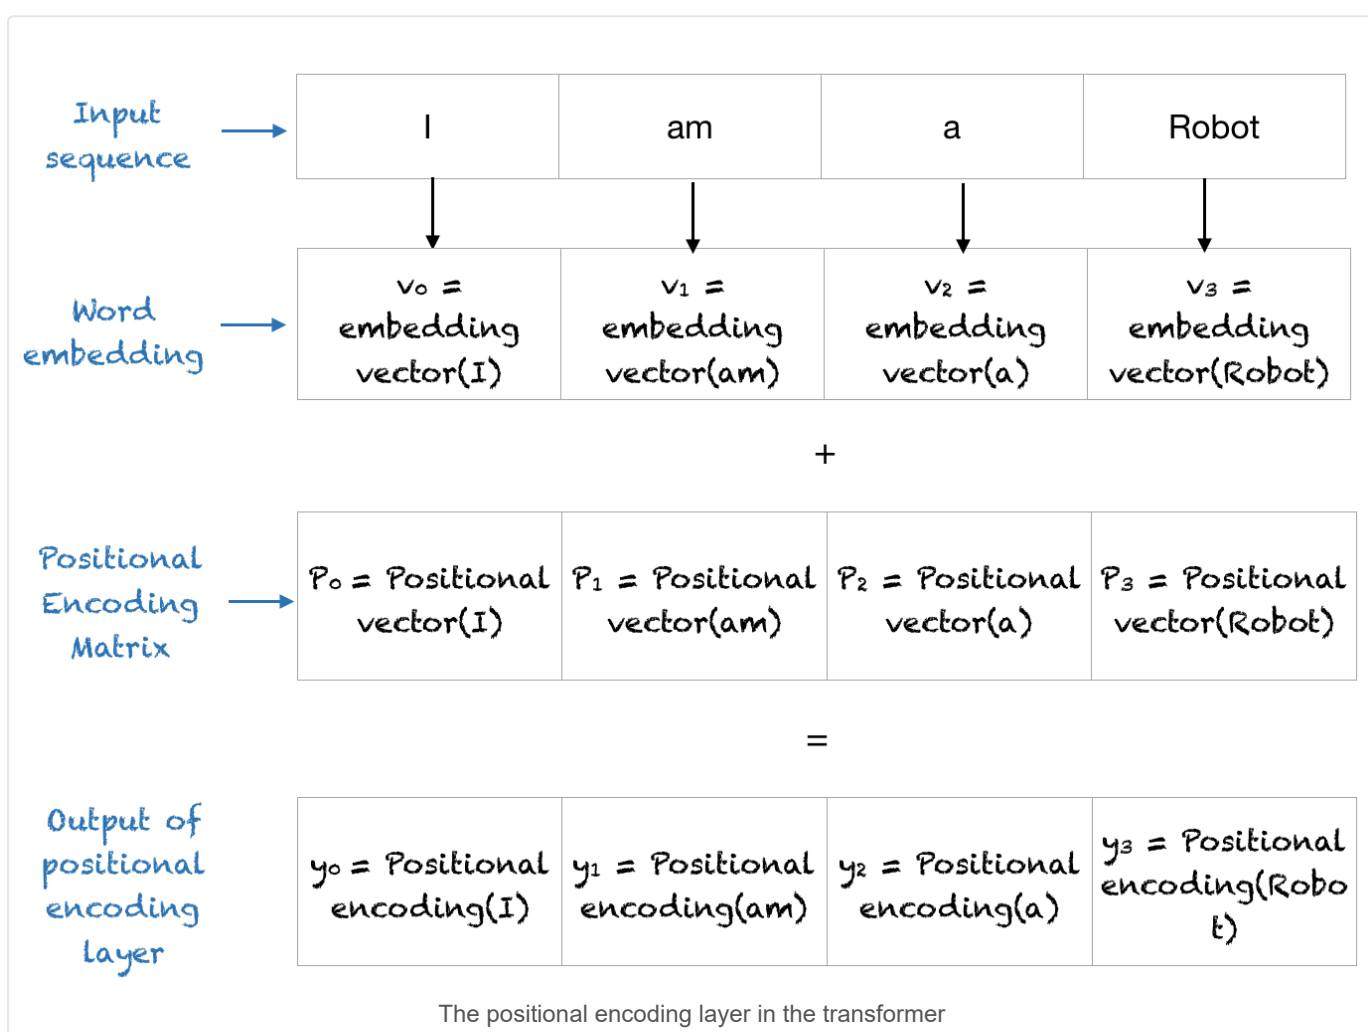 Input
sequence
I
am
a
Robot
Word
embedding
v₀ =
embedding
vector(I)
v₁ =
embedding
vector(am)
v₂ =
embedding
vector(a)
v₃ =
embedding
vector(Robot)
+
Positional
Encoding
Matrix
P₀ = Positional
vector(I)
P₁ = Positional
vector(am)
P₂ = Positional
vector(a)
P₃ = Positional
vector(Robot)
=
Output of
positional
encoding
layer
y₀ = Positional
encoding(I)
y₁ = Positional
encoding(am)
y₂ = Positional
encoding(a)
y₃ = Positional
encoding(Robo
t)
The positional encoding layer in the transformer